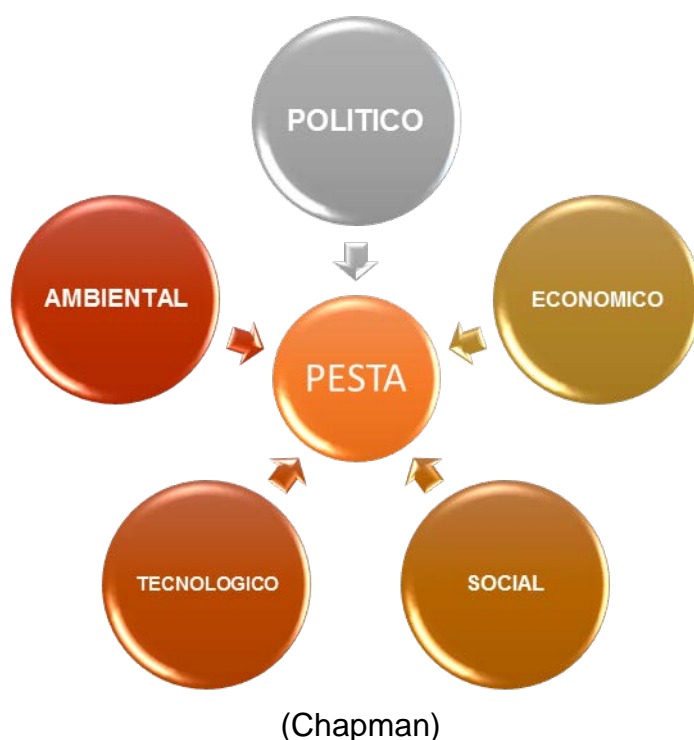 POLITICO
AMBIENTAL
ECONOMICO
PESTA
TECNOLOGICO
SOCIAL
(Chapman)